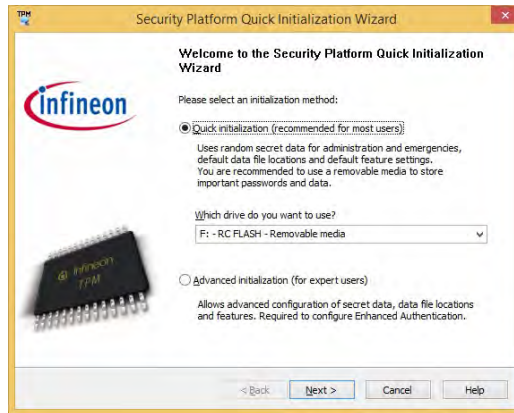 TPM
Security Platform Quick Initialization Wizard
Welcome to the Security Platform Quick Initialization
Wizard
infineon
Please select an initialization method:
Quick initialization (recommended for most users)
Uses random secret data for administration and emergencies,
default data file locations and default feature settings.
You are recommended to use a removable media to store
important passwords and data.
Which drive do you want to use?
F: - RC FLASH - Removable media
infineon
TPM
Advanced initialization (for expert users)
Allows advanced configuration of secret data, data file locations
and features. Required to configure Enhanced Authentication.
< Back
Next >
Cancel
Help